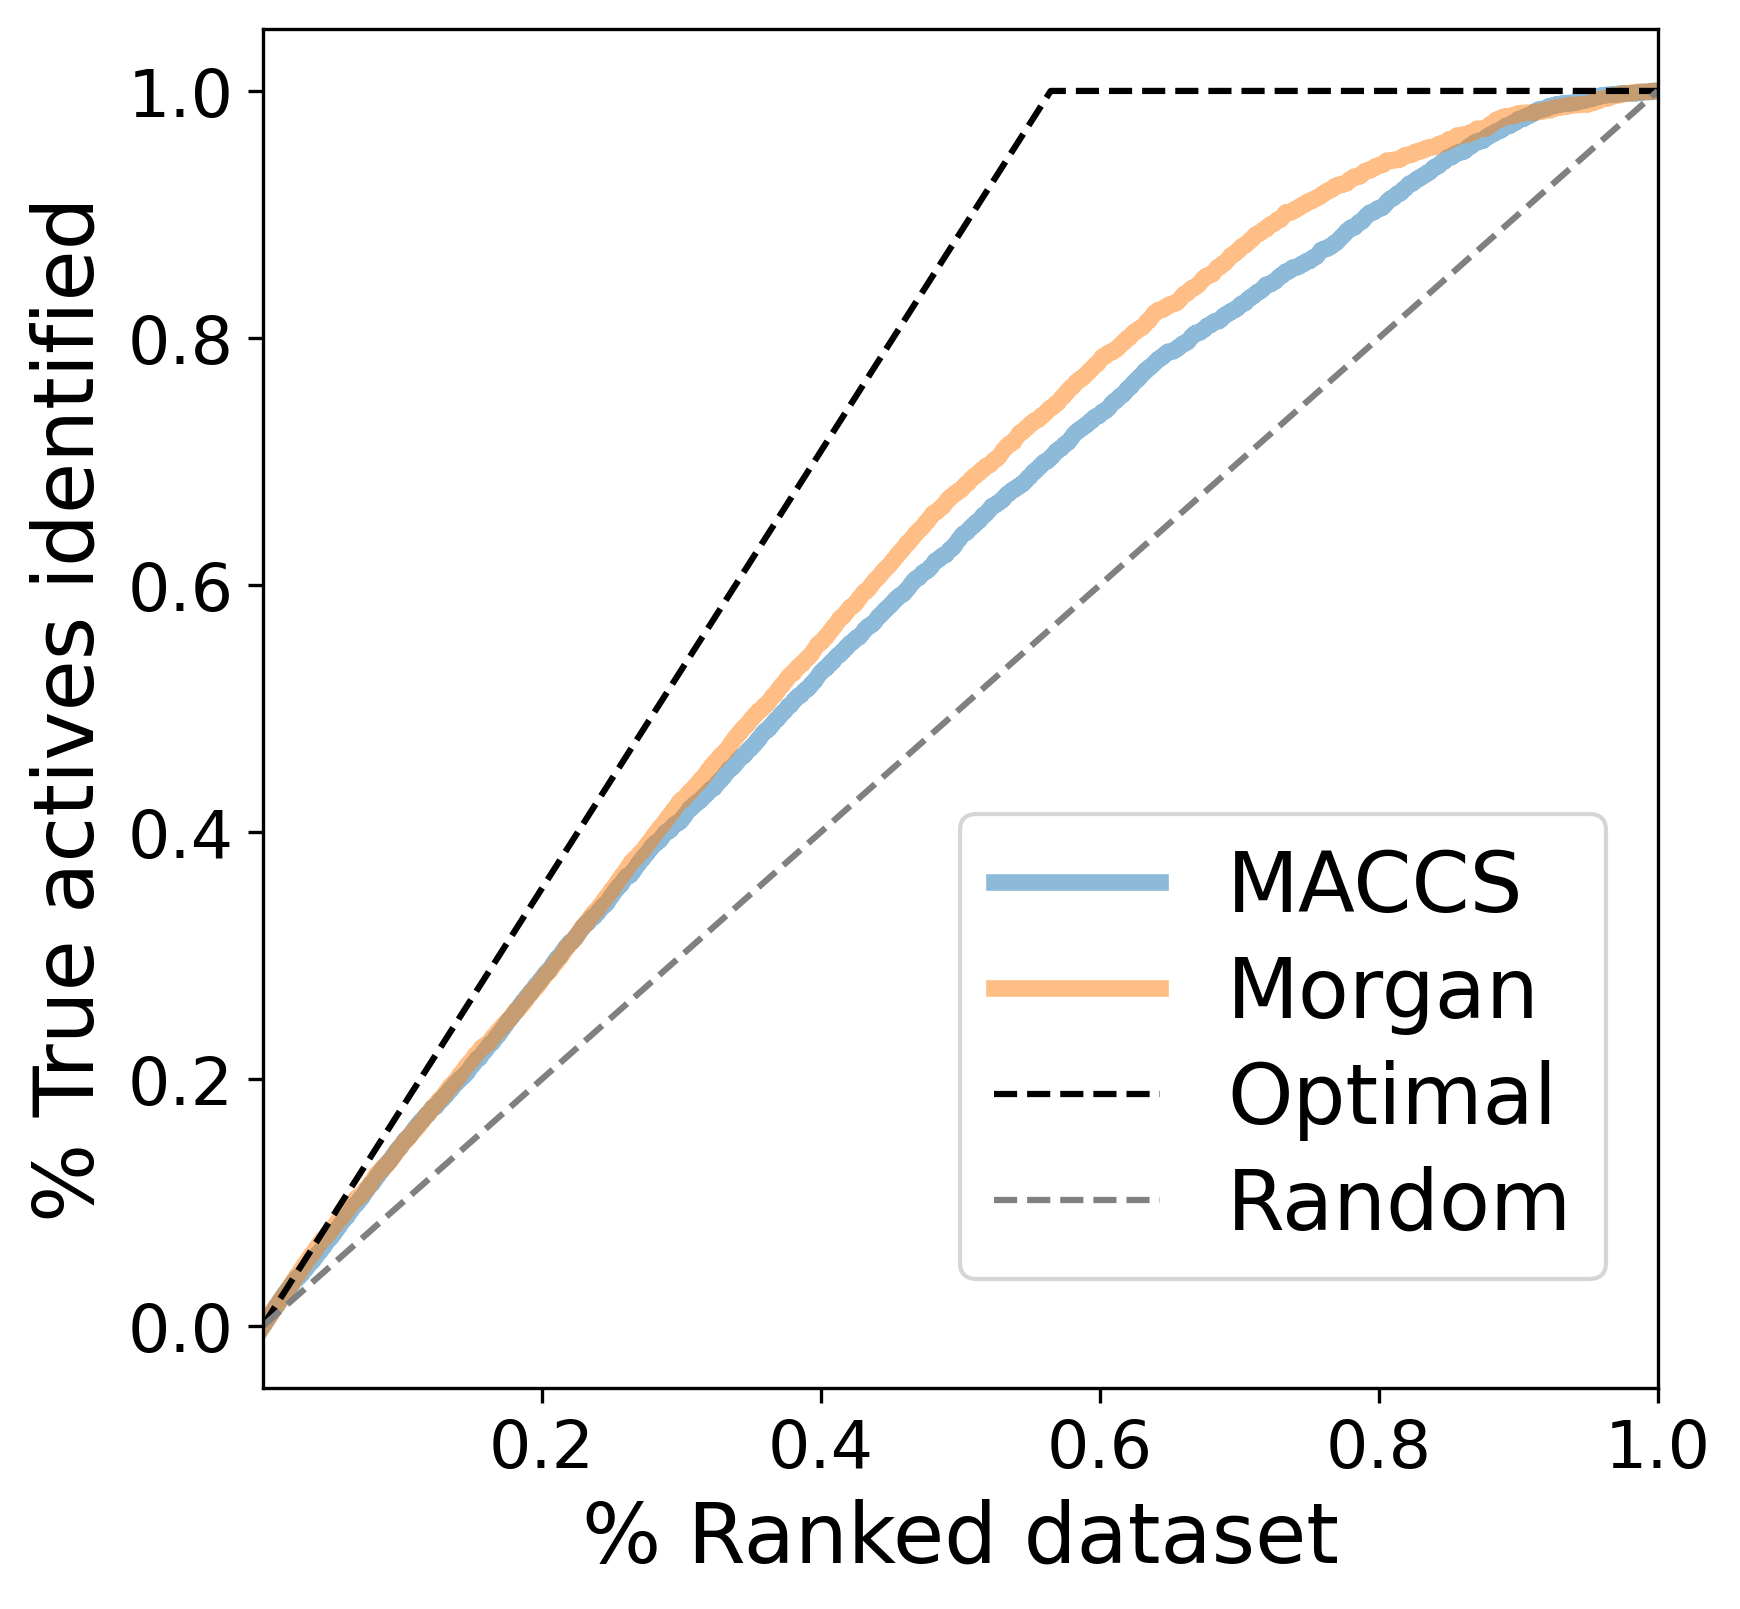 % True actives identified
1.0
0.8
0.6
0.4
0.2
0.0
MACCS
Morgan
Optimal
Random
0.2 0.4 0.6 0.8 1.0
% Ranked dataset